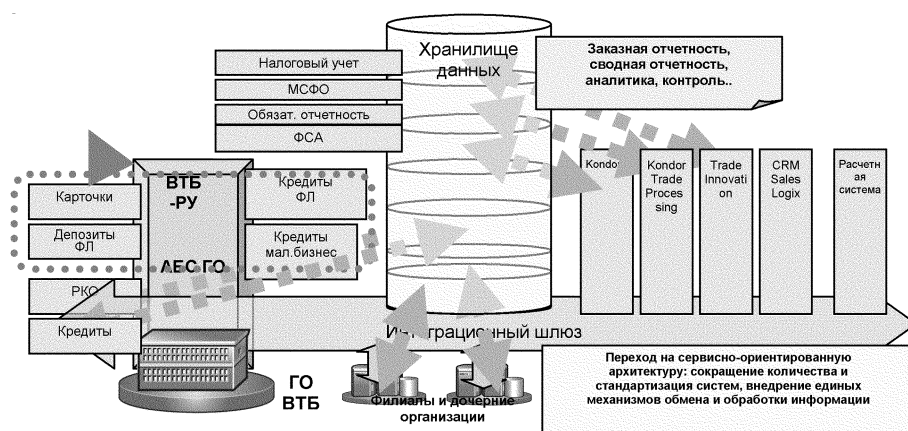 Хранилище
данных
Заказная отчетность,
сводная отчетность,
аналитика, контроль..
Налоговый учет
МСФО
Обязат. отчетность
ФСА
ВТБ
-РУ
Карточки
Депозиты
ФЛ
Кредиты
ФЛ
Кредиты
мал.бизнес
АБС ГО
РКО
Кредиты
Kondor
Kondor
Trade
Proces
sing
Trade
Innovati
on
CRM
Sales
Logix
Расчетн
ая
система
Интеграционный шлюз
ГО
ВТБ
Филиалы и дочерние
организации
Переход на сервисно-ориентированную
архитектуру: сокращение количества и
стандартизация систем, внедрение единых
механизмов обмена и обработки информации